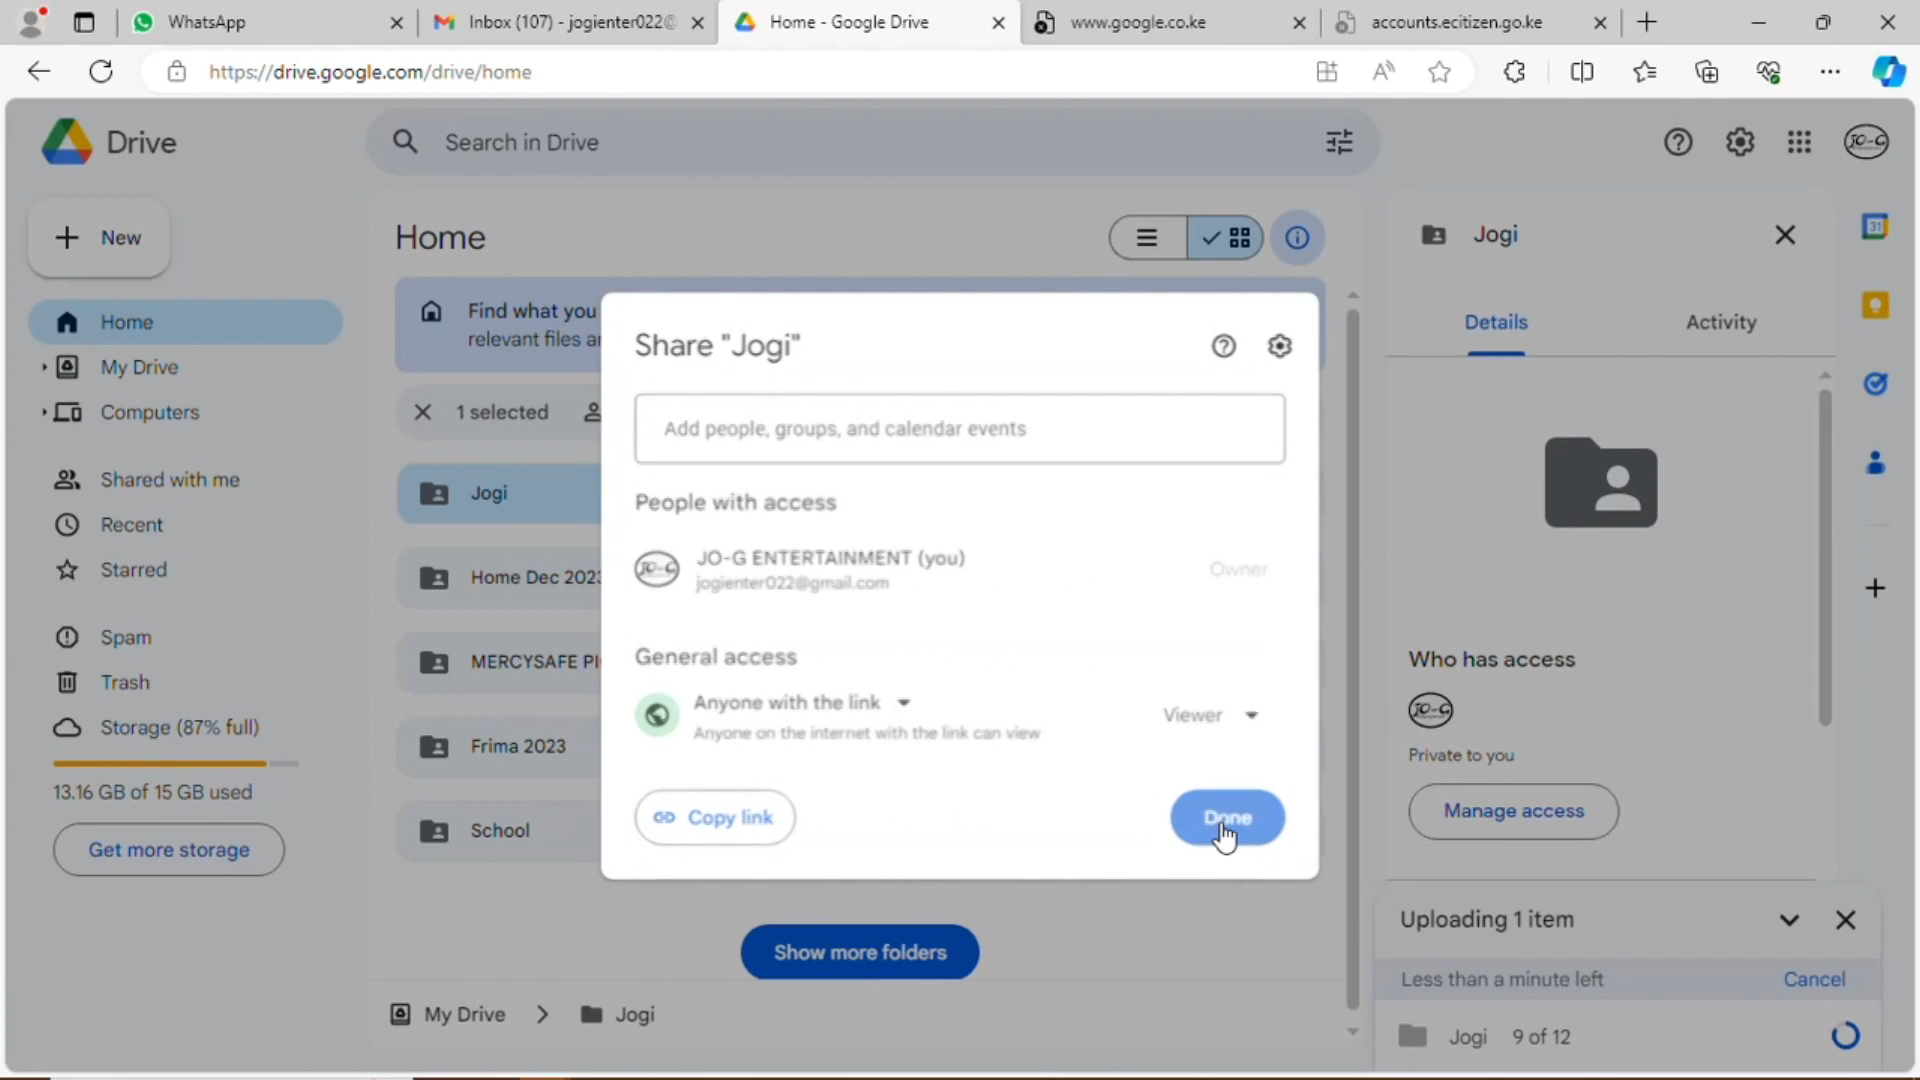 WhatsApp
Inbox (107) - jogienter022@
Home - Google Drive
www.google.co.ke
accounts.ecitizen.go.ke
https://drive.google.com/drive/home
Drive
Search in Drive
JO-G
New
Home
My Drive
Computers
Shared with me
Recent
Starred
Spam
Trash
Storage (87% full)
13.16 GB of 15 GB used
Get more storage
Home
Find what you
relevant files a
1 selected
Jogi
Home Dec 2023
MERCYSAFE PI
Frima 2023
School
Show more folders
My Drive > Jogi
Share "Jogi"
Add people, groups, and calendar events
People with access
JO-G
JO-G ENTERTAINMENT (you)
jogienter022@gmail.com
Owner
General access
Anyone with the link
Anyone on the internet with the link can view
Viewer
Copy link
Done
Jogi
Details
Activity
Who has access
JO-G
Private to you
Manage access
Uploading 1 item
Less than a minute left
Cancel
Jogi 9 of 12
31